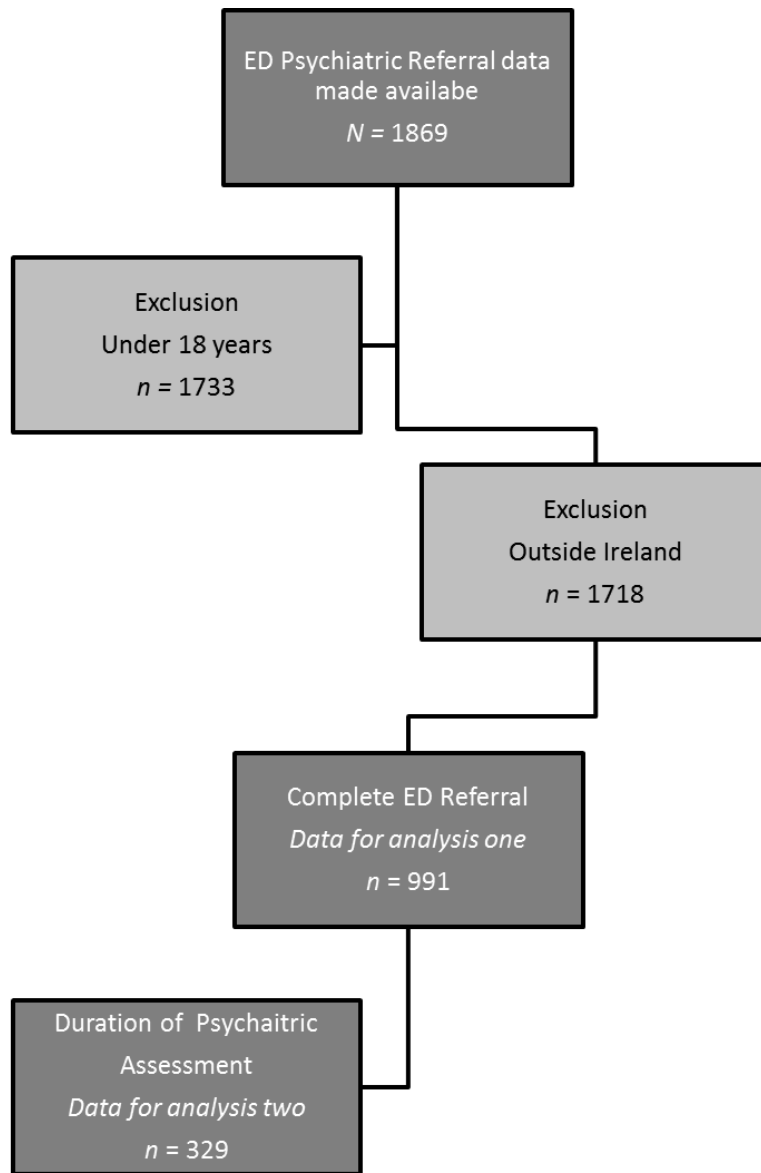 ED Psychiatric Referral data
made availabe
N = 1869
Exclusion
Under 18 years
n = 1733
Exclusion
Outside Ireland
n = 1718
Complete ED Referral
Data for analysis one
n = 991
Duration of Psychaitric
Assessment
Data for analysis two
n = 329